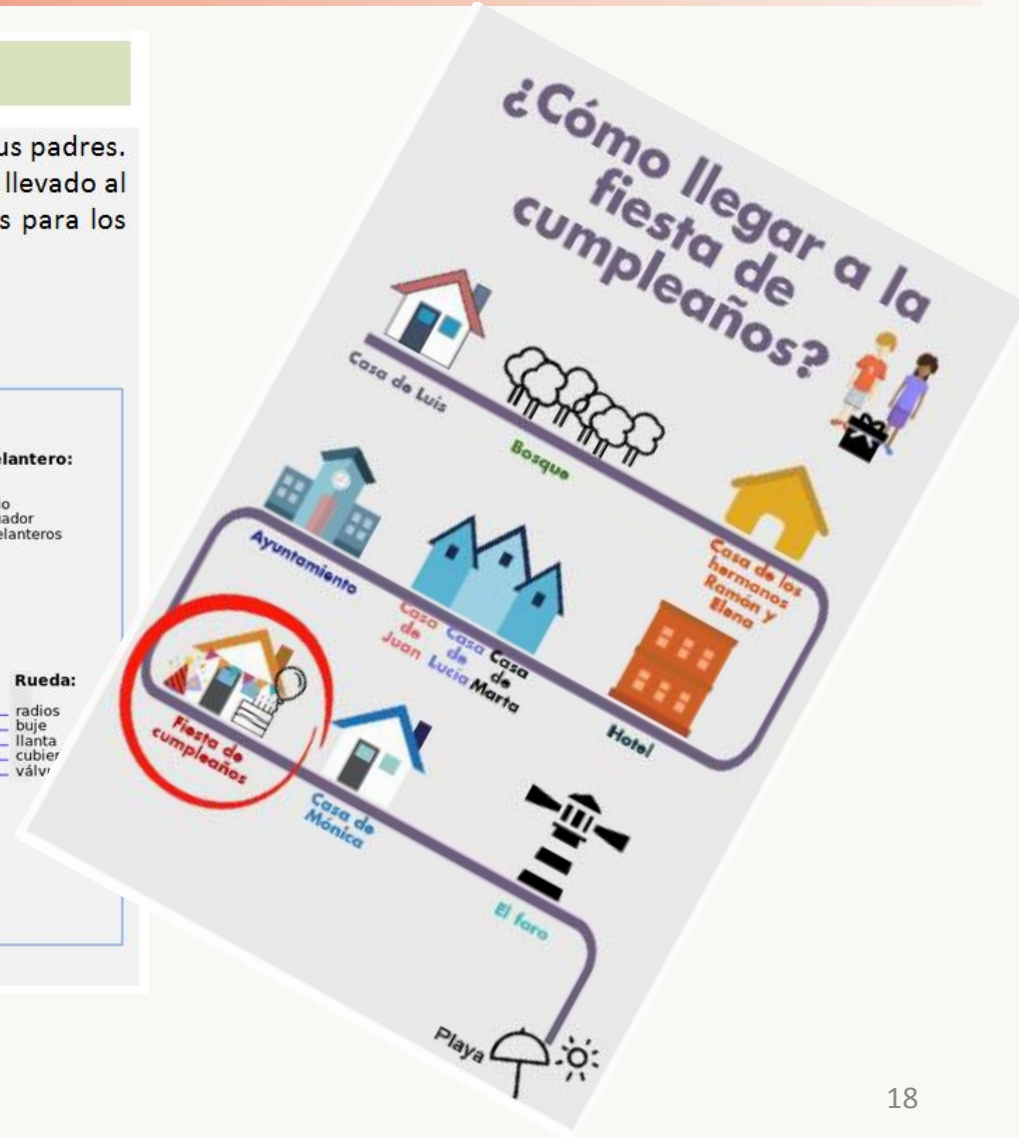 us padres.
llevado al
s para los
elantero:
io
uador
elanteros
Rueda:
radios
buje
llanta
¿Cómo llegar a la
fiesta de
cumpleaños?
Casa de Luis
Bosque
Casa de los
hermanos
Ramón y
Elena
Ayuntamiento
Casa
de
Juan
Casa
de
Lucía
Casa
de
Marta
Hotel
Fiesta de
cumpleaños
Casa de
Mónica
El faro
Playa
18